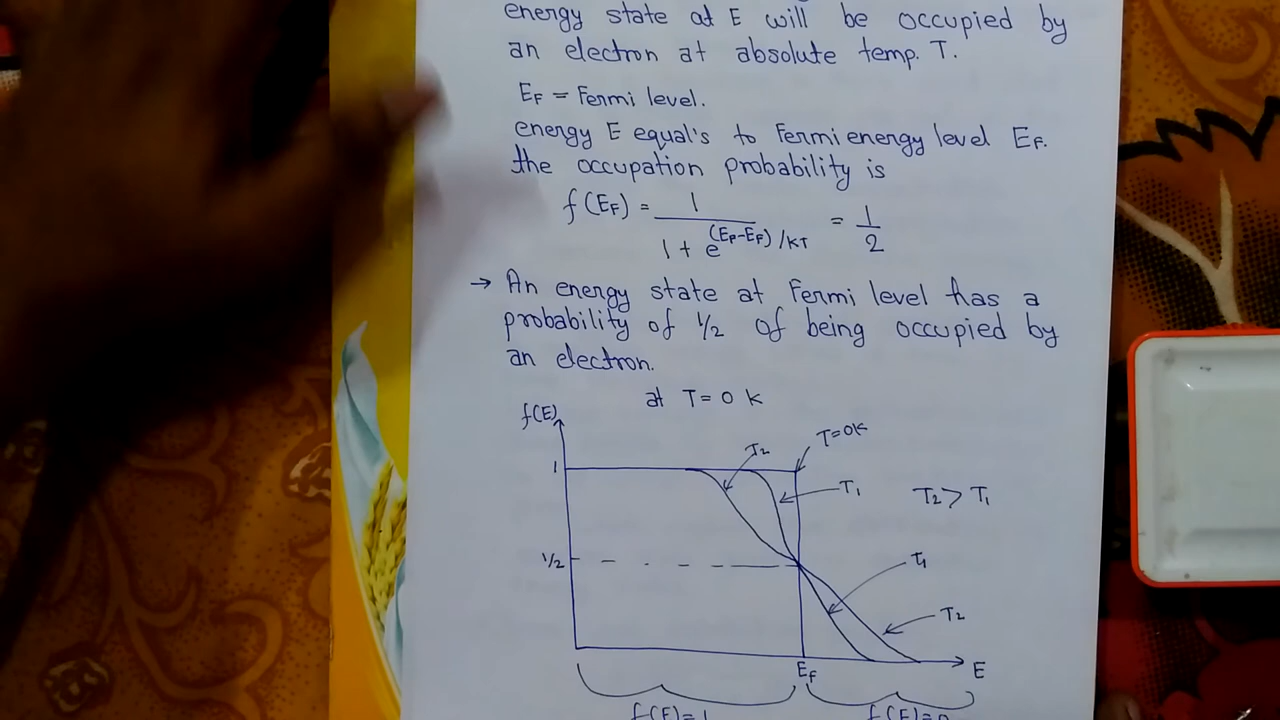 energy state at E will be occupied by
an electron at absolute temp. T.
EF = Fermi level.
energy E equal's to Fermi energy level EF.
the occupation probability is
f(EF) = 1 / 1 + e^(EF-EF)/KT = 1/2
→ An energy state at Fermi level has a
probability of 1/2 of being occupied by
an electron.
at T = 0 K
f(E)
T=0K
T2
1
T1
T2 > T1
1/2
T1
T2
EF
E
f(E)=1
f(E)=0